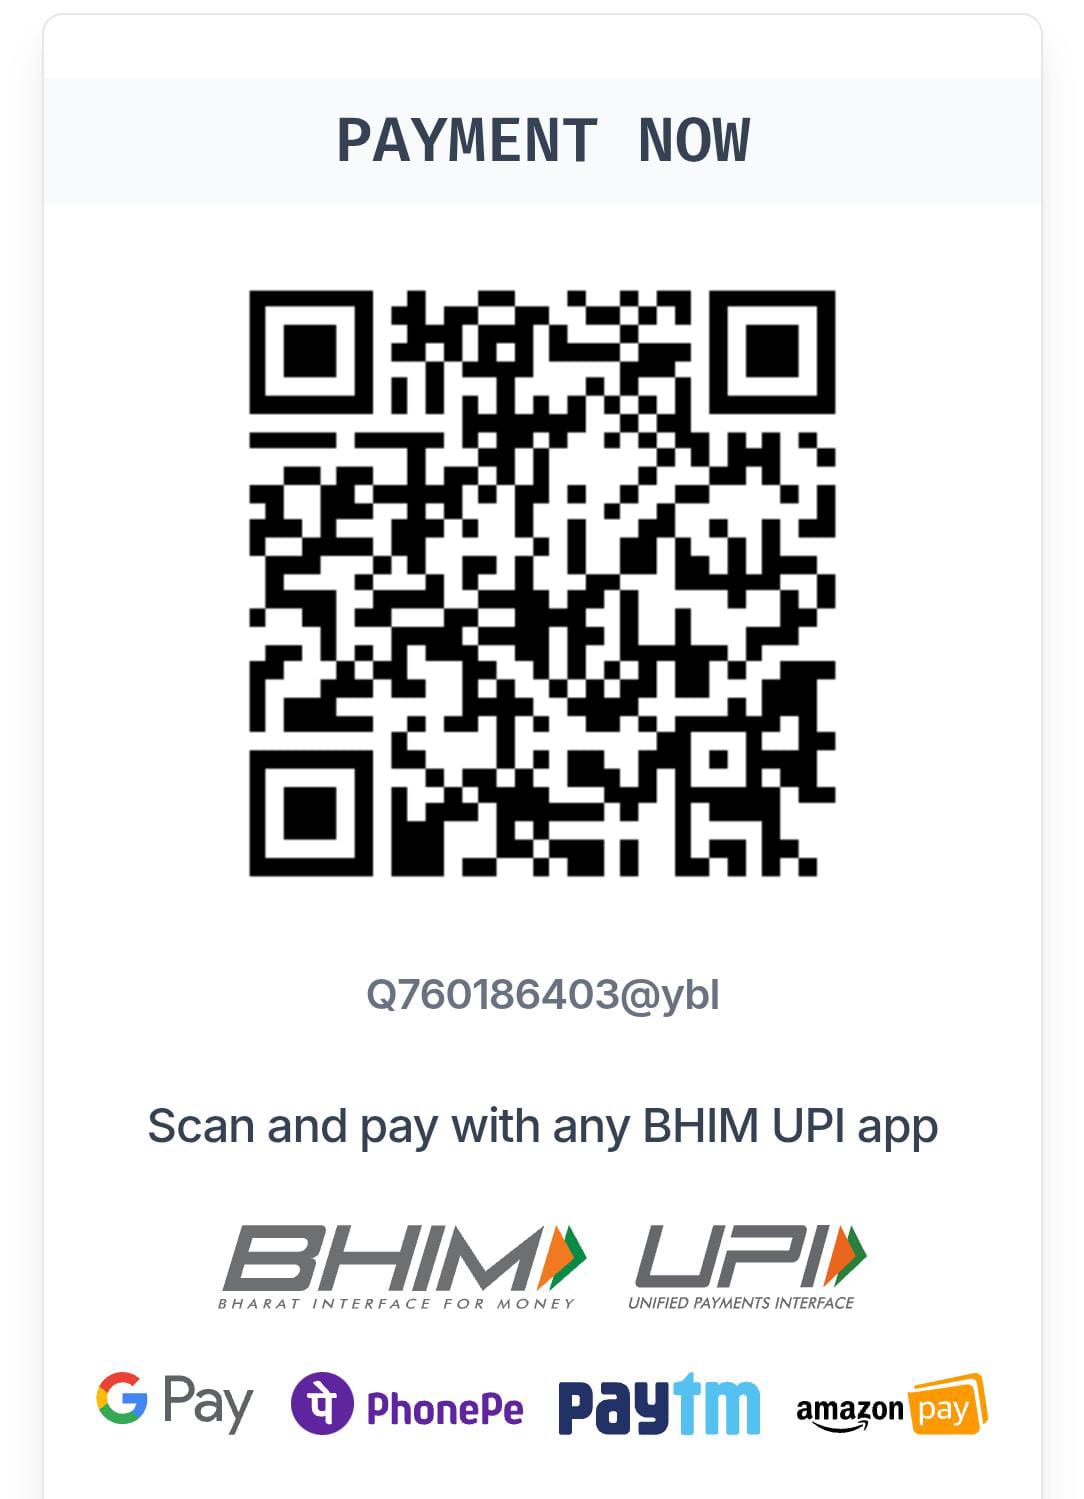 PAYMENT NOW
Q760186403@ybl
Scan and pay with any BHIM UPI app
BHIM UPI
BHARAT INTERFACE FOR MONEY UNIFIED PAYMENTS INTERFACE
G Pay पे PhonePe paytm amazon pay